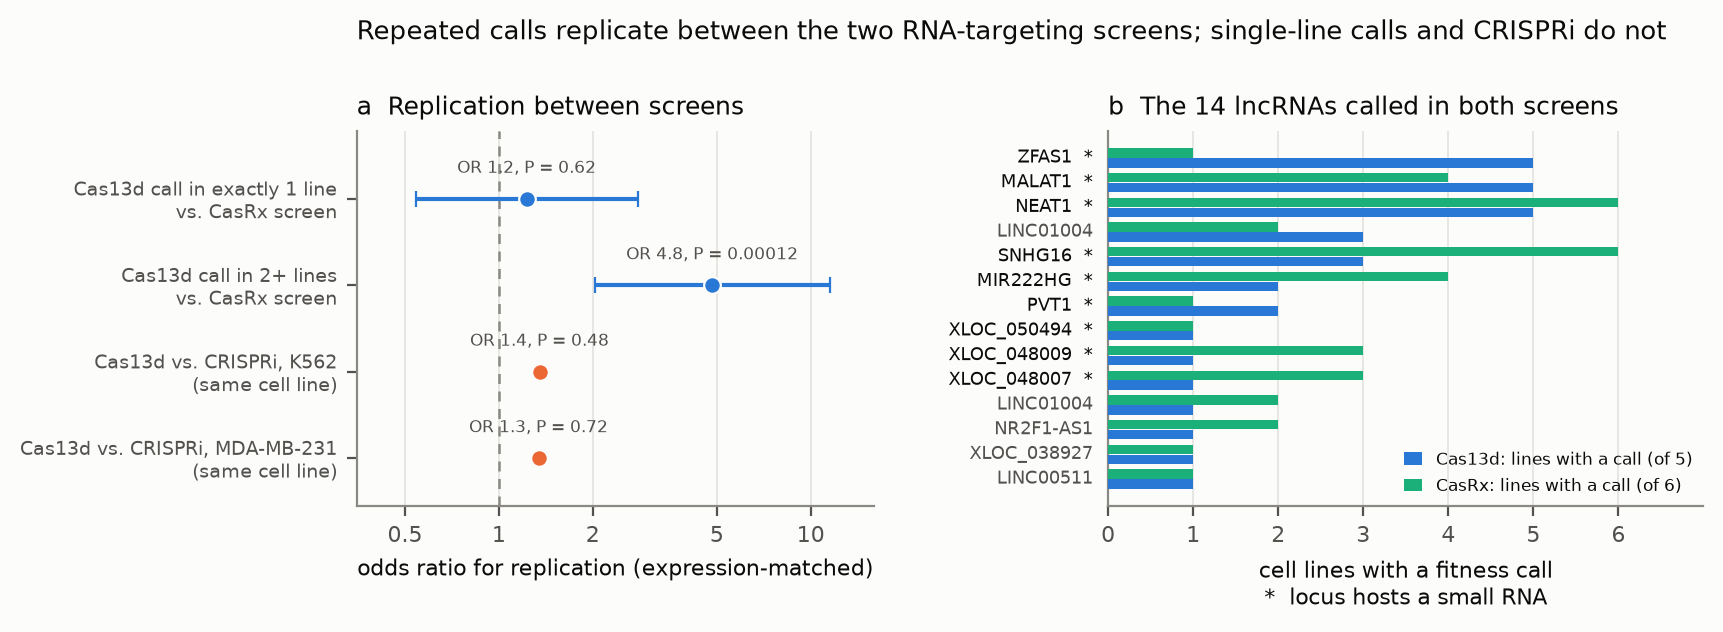 Repeated calls replicate between the two RNA-targeting screens; single-line calls and CRISPRi do not
a  Replication between screens
OR 1.2, P = 0.62
Cas13d call in exactly 1 line
vs. CasRx screen
OR 4.8, P = 0.00012
Cas13d call in 2+ lines
vs. CasRx screen
OR 1.4, P = 0.48
Cas13d vs. CRISPRi, K562
(same cell line)
OR 1.3, P = 0.72
Cas13d vs. CRISPRi, MDA-MB-231
(same cell line)
0.5 1 2 5 10
odds ratio for replication (expression-matched)
b  The 14 lncRNAs called in both screens
ZFAS1 *
MALAT1 *
NEAT1 *
LINC01004
SNHG16 *
MIR222HG *
PVT1 *
XLOC_050494 *
XLOC_048009 *
XLOC_048007 *
LINC01004
NR2F1-AS1
XLOC_038927
LINC00511
Cas13d: lines with a call (of 5)
CasRx: lines with a call (of 6)
0 1 2 3 4 5 6
cell lines with a fitness call
* locus hosts a small RNA